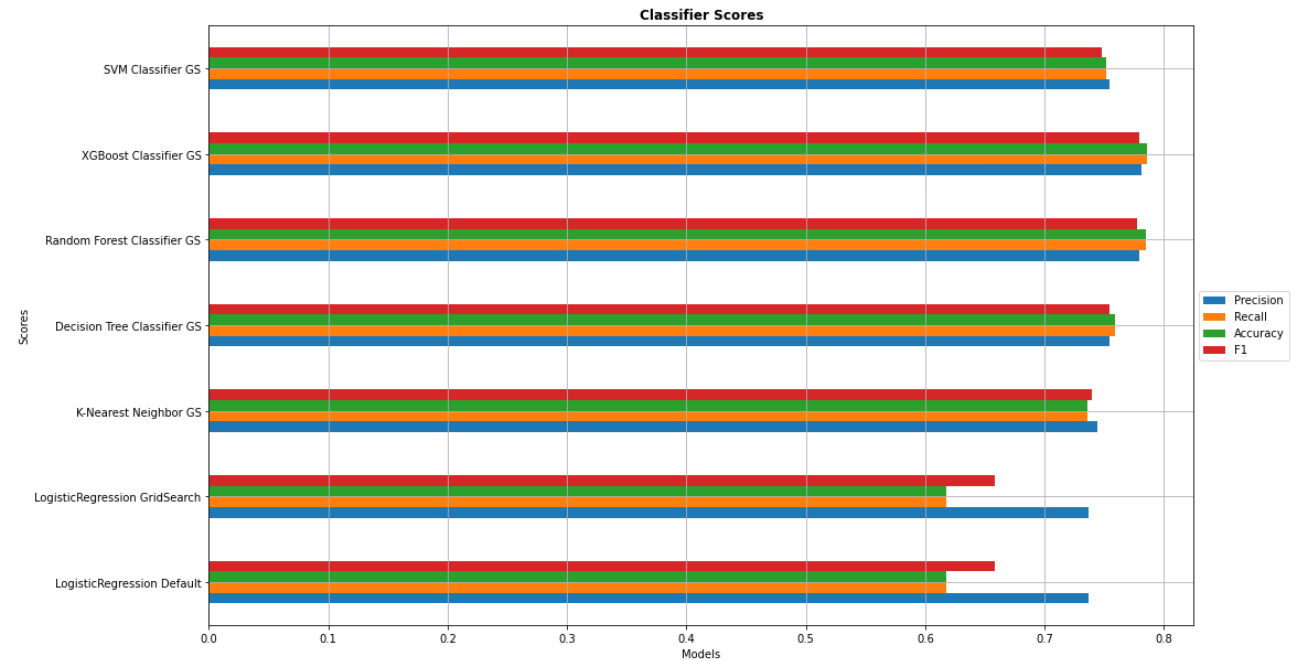 Classifier Scores
SVM Classifier GS
XGBoost Classifier GS
Random Forest Classifier GS
Decision Tree Classifier GS
K-Nearest Neighbor GS
LogisticRegression GridSearch
LogisticRegression Default
Scores
0.0 0.1 0.2 0.3 0.4 0.5 0.6 0.7 0.8
Models
Precision
Recall
Accuracy
F1